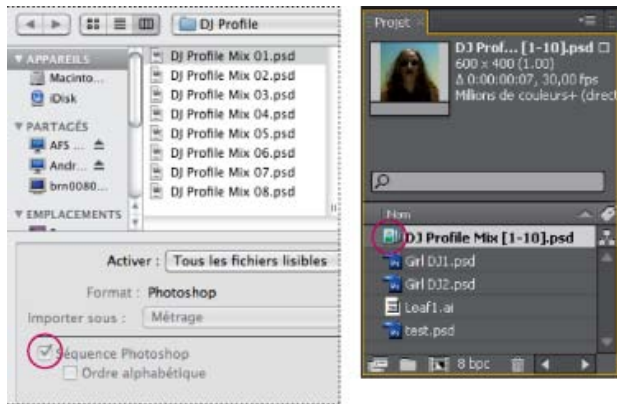 DJ Profile
APPAREILS
Macinto...
iDisk
PARTAGÉS
AFS ...
Andr...
brn0080...
EMPLACEMENTS
DJ Profile Mix 01.psd
DJ Profile Mix 02.psd
DJ Profile Mix 03.psd
DJ Profile Mix 04.psd
DJ Profile Mix 05.psd
DJ Profile Mix 06.psd
DJ Profile Mix 07.psd
DJ Profile Mix 08.psd
Activer : Tous les fichiers lisibles
Format : Photoshop
Importer sous : Métrage
Séquence Photoshop
Ordre alphabétique
Projet
DJ Prof... [1-10].psd
600 x 400 (1.00)
Δ 0:00:00:07, 30,00 fps
Millions de couleurs+ (direct
Nom
DJ Profile Mix [1-10].psd
Girl DJ1.psd
Girl DJ2.psd
Leaf1.ai
test.psd
8 bpc